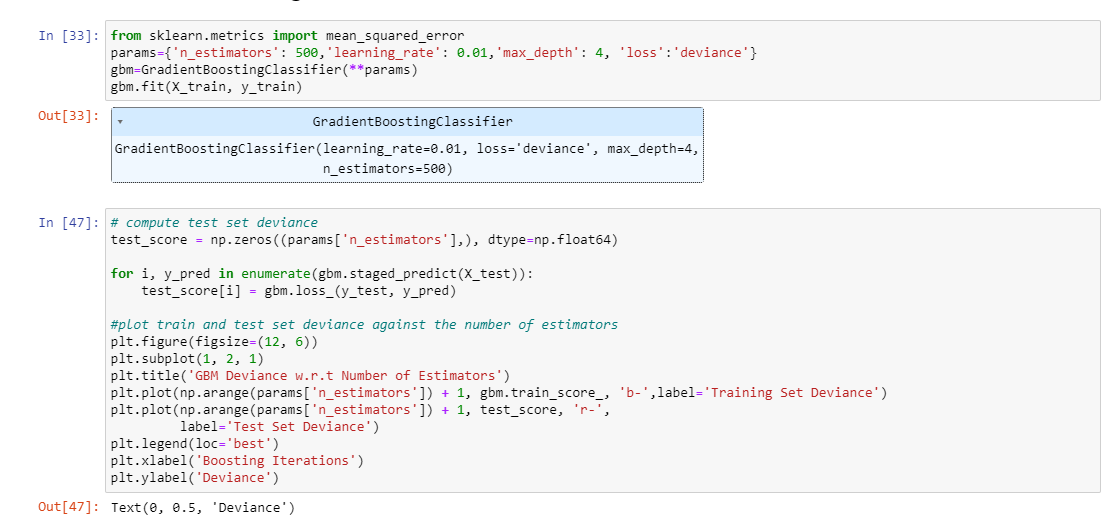 In [33]: from sklearn.metrics import mean_squared_error
params={'n_estimators': 500,'learning_rate': 0.01,'max_depth': 4, 'loss':'deviance'}
gbm=GradientBoostingClassifier(**params)
gbm.fit(X_train, y_train)
Out[33]: GradientBoostingClassifier
GradientBoostingClassifier(learning_rate=0.01, loss='deviance', max_depth=4,
n_estimators=500)
In [47]: # compute test set deviance
test_score = np.zeros((params['n_estimators'],), dtype=np.float64)
for i, y_pred in enumerate(gbm.staged_predict(X_test)):
    test_score[i] = gbm.loss_(y_test, y_pred)
#plot train and test set deviance against the number of estimators
plt.figure(figsize=(12, 6))
plt.subplot(1, 2, 1)
plt.title('GBM Deviance w.r.t Number of Estimators')
plt.plot(np.arange(params['n_estimators']) + 1, gbm.train_score_, 'b-',label='Training Set Deviance')
plt.plot(np.arange(params['n_estimators']) + 1, test_score, 'r-',
         label='Test Set Deviance')
plt.legend(loc='best')
plt.xlabel('Boosting Iterations')
plt.ylabel('Deviance')
Out[47]: Text(0, 0.5, 'Deviance')